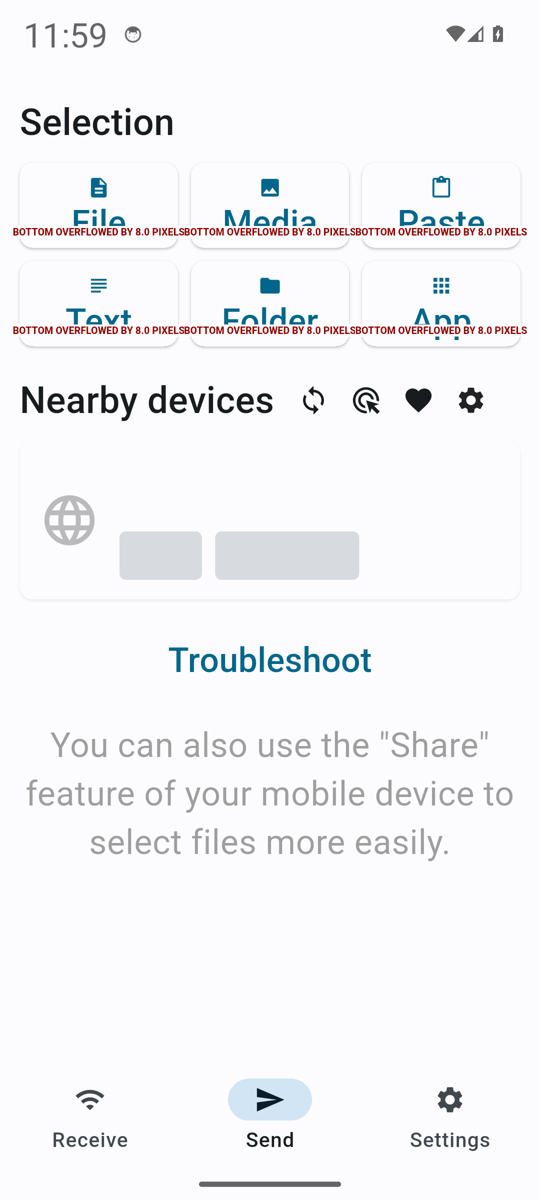 11:59
Selection
File Media Paste
BOTTOM OVERFLOWED BY 8.0 PIXELS BOTTOM OVERFLOWED BY 8.0 PIXELS BOTTOM OVERFLOWED BY 8.0 PIXELS
Text Folder App
BOTTOM OVERFLOWED BY 8.0 PIXELS BOTTOM OVERFLOWED BY 8.0 PIXELS BOTTOM OVERFLOWED BY 8.0 PIXELS
Nearby devices
Troubleshoot
You can also use the "Share"
feature of your mobile device to
select files more easily.
Receive Send Settings